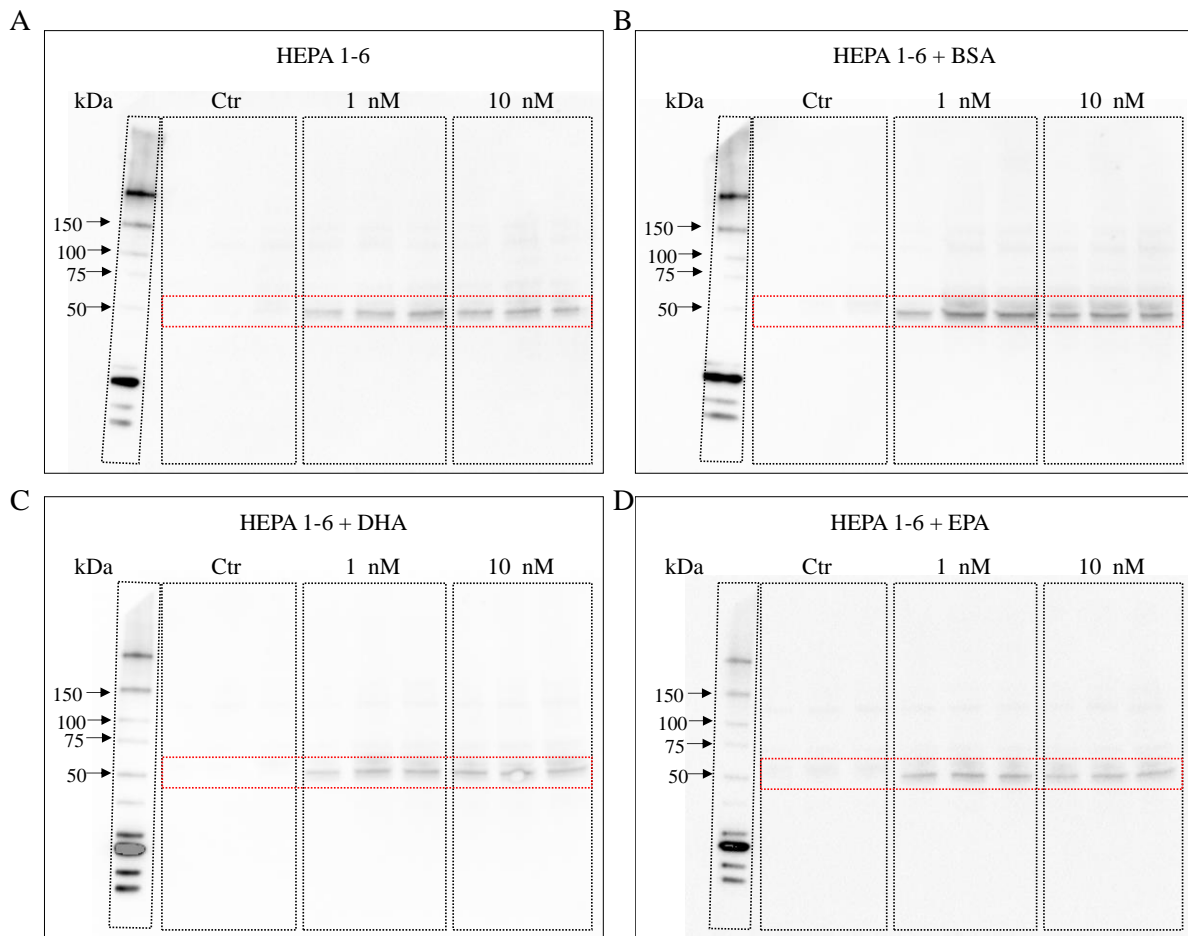 A
HEPA 1-6
kDa Ctr 1 nM 10 nM
150
100
75
50
B
HEPA 1-6 + BSA
kDa Ctr 1 nM 10 nM
150
100
75
50
C
HEPA 1-6 + DHA
kDa Ctr 1 nM 10 nM
150
100
75
50
D
HEPA 1-6 + EPA
kDa Ctr 1 nM 10 nM
150
100
75
50